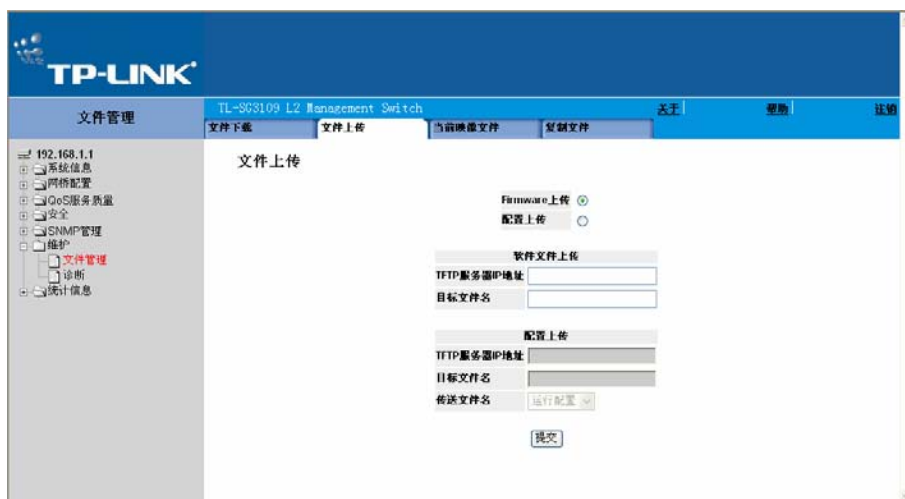 TP-LINK
文件管理
TL-SG3109 L2 Management Switch
关于
帮助
注销
文件下载
文件上传
当前映像文件
复制文件
192.168.1.1
系统信息
网桥配置
QoS服务质量
安全
SNMP管理
维护
文件管理
诊断
统计信息
文件上传
Firmware上传
配置上传
软件文件上传
TFTP服务器IP地址
目标文件名
配置上传
TFTP服务器IP地址
目标文件名
传送文件名
运行配置
提交